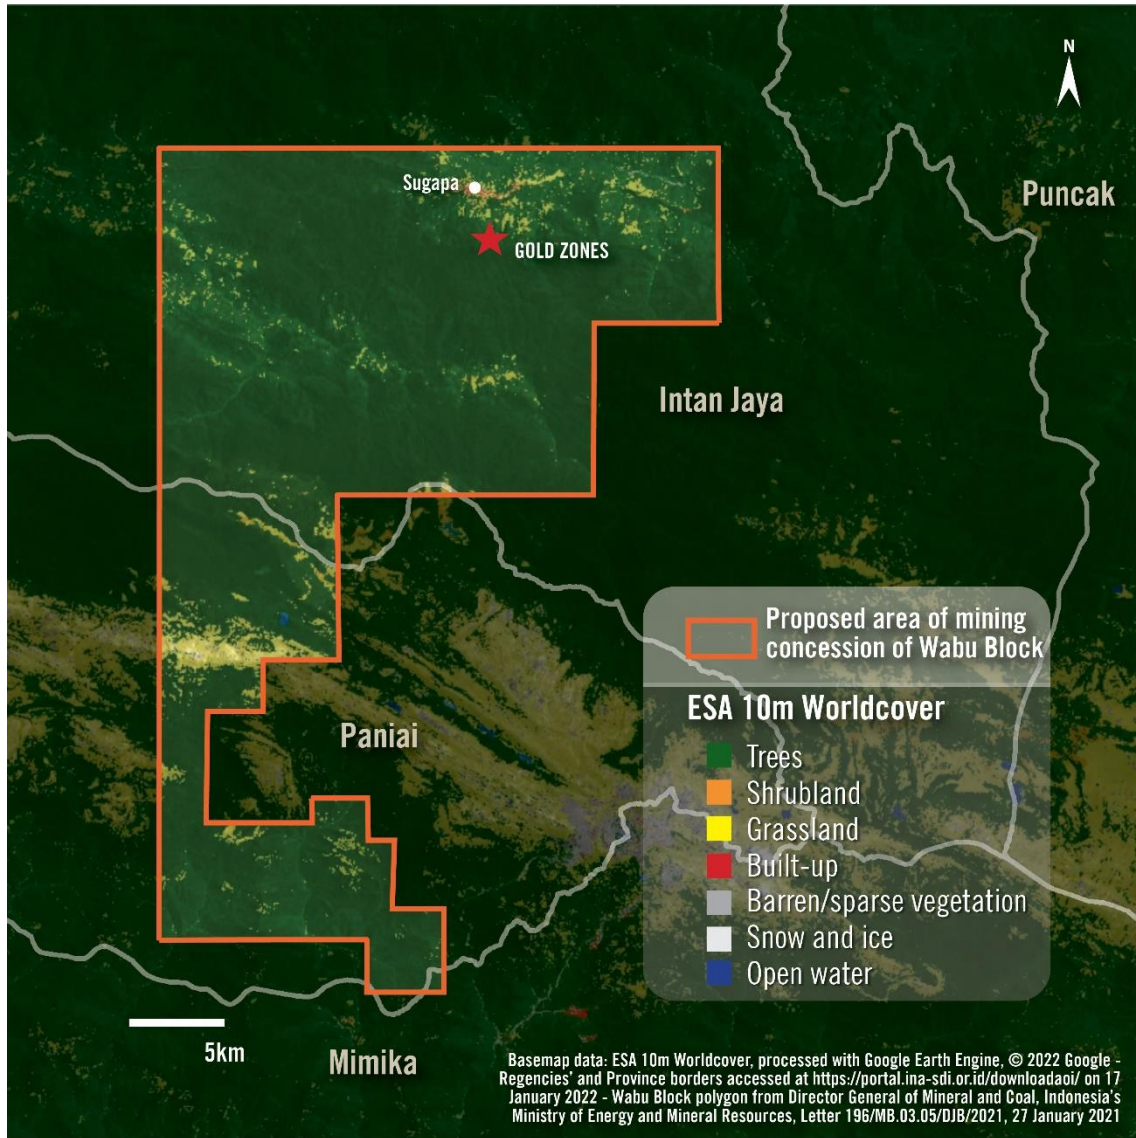 N
Sugapa
Puncak
GOLD ZONES
Intan Jaya
Proposed area of mining
concession of Wabu Block
ESA 10m Worldcover
Paniai
Trees
Shrubland
Grassland
Built-up
Barren/sparse vegetation
Snow and ice
Open water
5km
Mimika
Basemap data: ESA 10m Worldcover, processed with Google Earth Engine, © 2022 Google -
Regencies' and Province borders accessed at https://portal.ina-sdi.or.id/downloadaoi/ on 17
January 2022 - Wabu Block polygon from Director General of Mineral and Coal, Indonesia's
Ministry of Energy and Mineral Resources, Letter 196/MB.03.05/DJB/2021, 27 January 2021